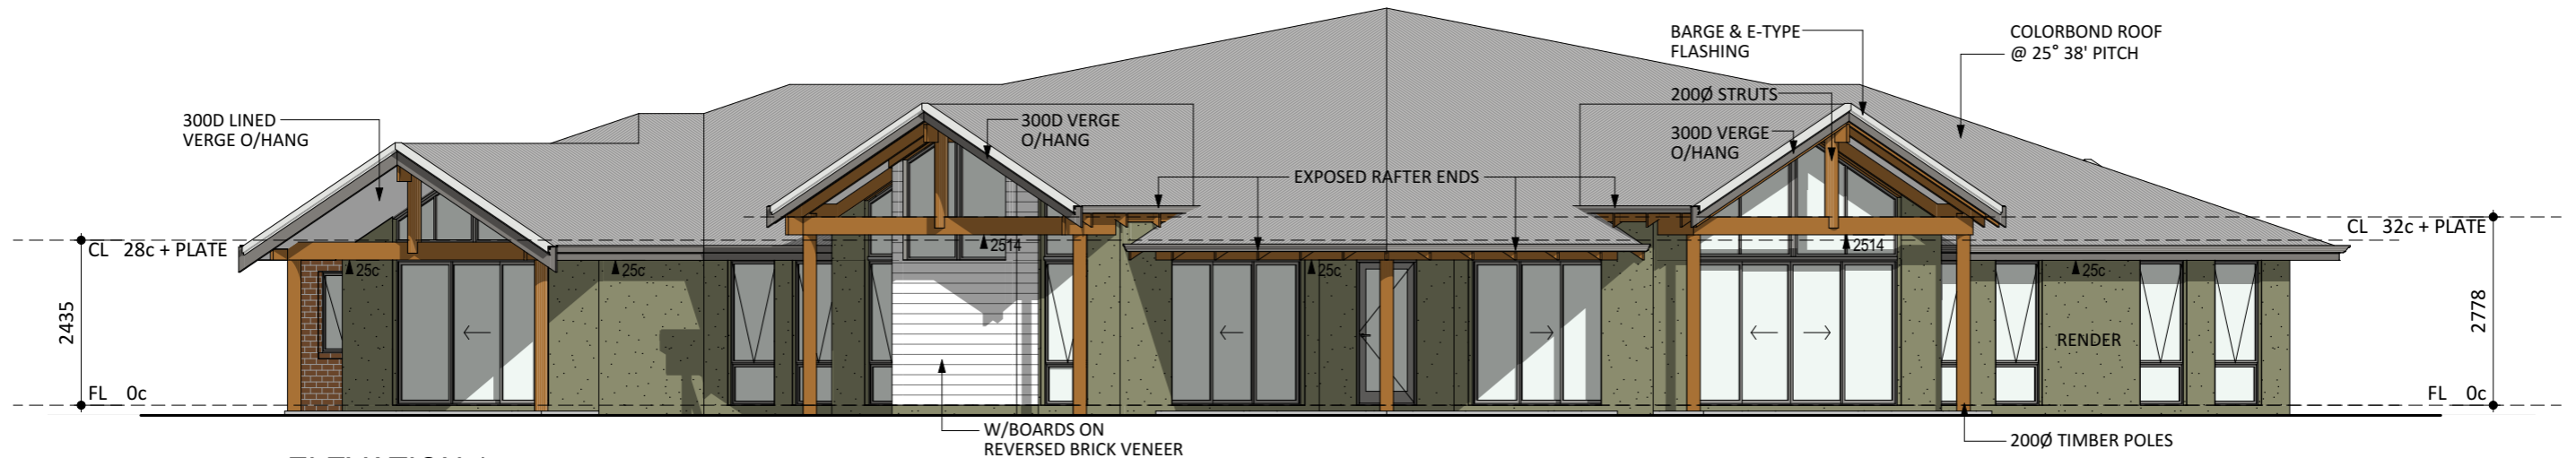 BARGE & E-TYPE
FLASHING
COLORBOND ROOF
@ 25° 38' PITCH
200Ø STRUTS
300D LINED
VERGE O/HANG
300D VERGE
O/HANG
300D VERGE
O/HANG
EXPOSED RAFTER ENDS
CL 28c + PLATE
CL 32c + PLATE
2514
2514
25c
25c
25c
25c
2435
2778
RENDER
FL 0c
FL 0c
W/BOARDS ON
REVERSED BRICK VENEER
200Ø TIMBER POLES